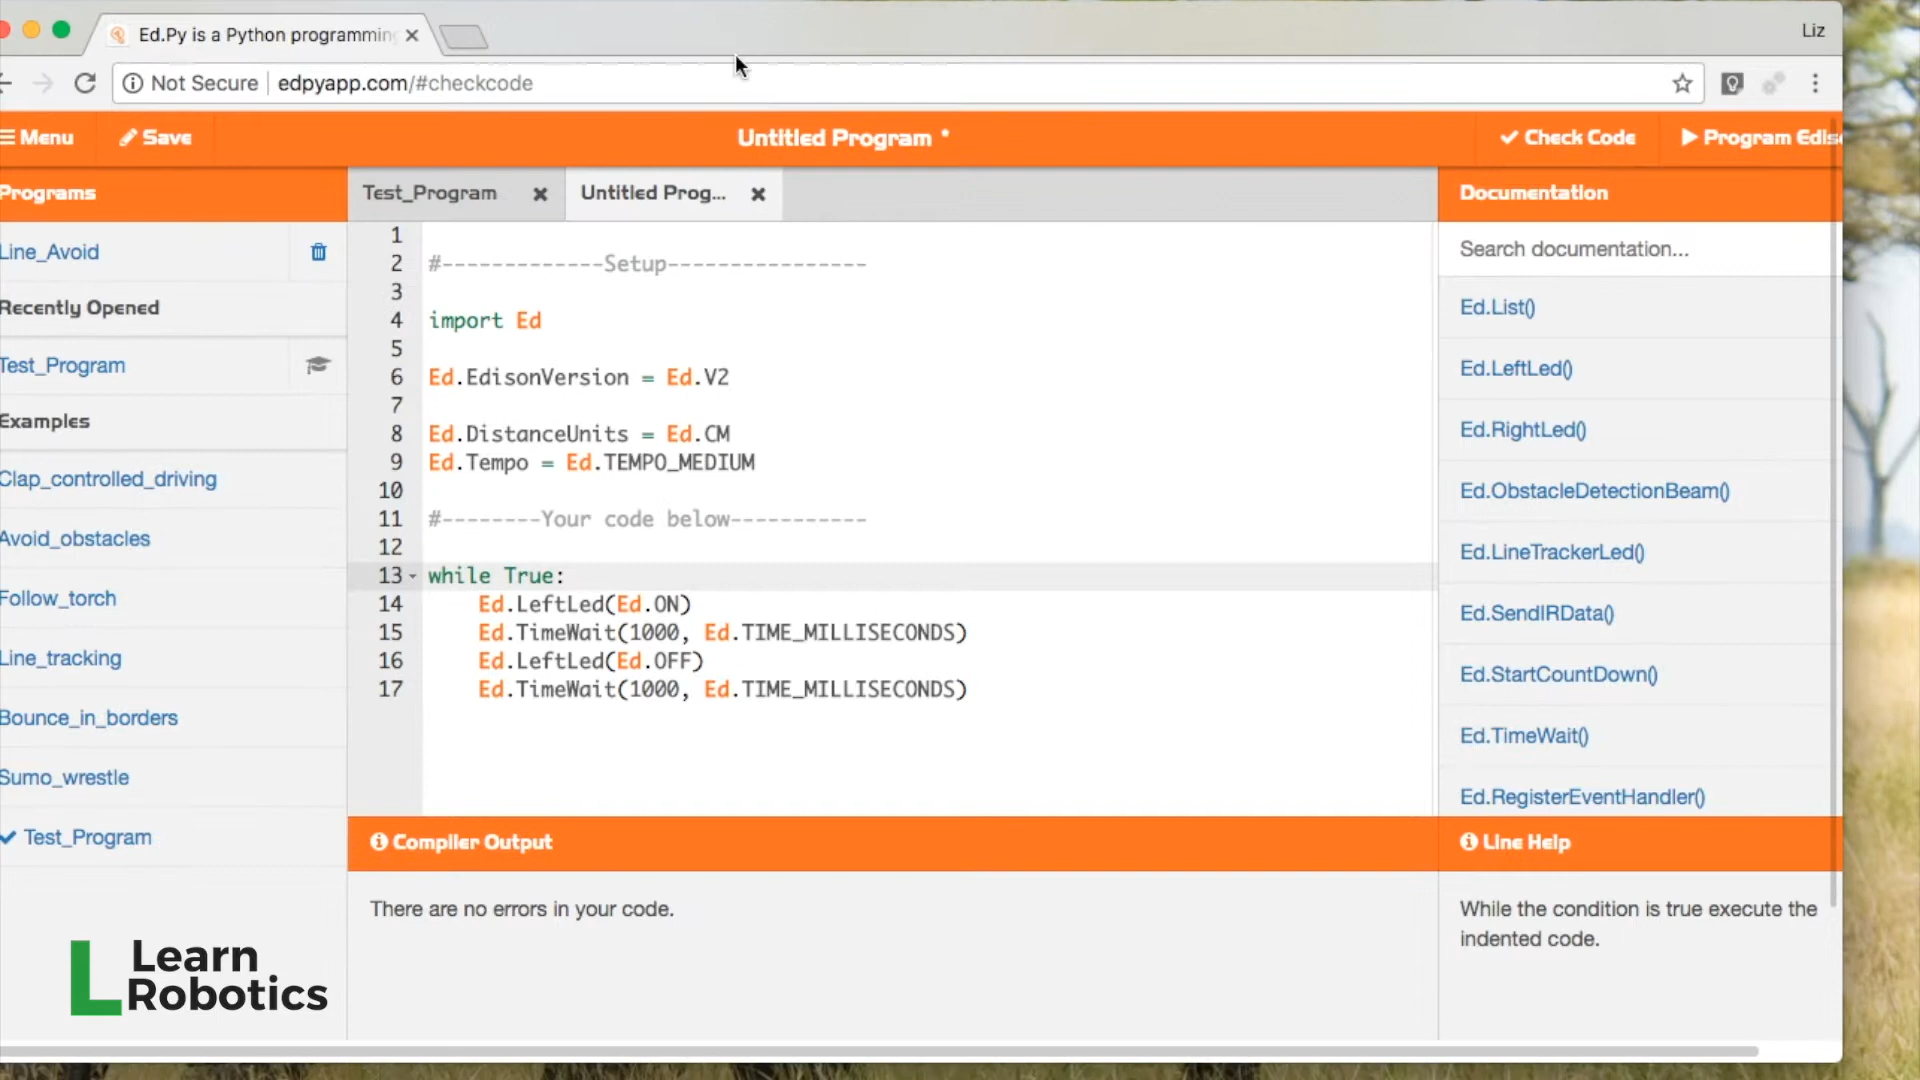 Ed.Py is a Python programming
Liz
Not Secure
edpyapp.com/#checkcode
Menu
Save
Untitled Program *
Check Code
Program Edis
Programs
Test_Program
Untitled Prog...
Documentation
Line_Avoid
Recently Opened
Test_Program
Examples
Clap_controlled_driving
Avoid_obstacles
Follow_torch
Line_tracking
Bounce_in_borders
Sumo_wrestle
Test_Program
1
2 #-------------Setup----------------
3
4 import Ed
5
6 Ed.EdisonVersion = Ed.V2
7
8 Ed.DistanceUnits = Ed.CM
9 Ed.Tempo = Ed.TEMPO_MEDIUM
10
11 #--------Your code below-----------
12
13 while True:
14     Ed.LeftLed(Ed.ON)
15     Ed.TimeWait(1000, Ed.TIME_MILLISECONDS)
16     Ed.LeftLed(Ed.OFF)
17     Ed.TimeWait(1000, Ed.TIME_MILLISECONDS)
Search documentation...
Ed.List()
Ed.LeftLed()
Ed.RightLed()
Ed.ObstacleDetectionBeam()
Ed.LineTrackerLed()
Ed.SendIRData()
Ed.StartCountDown()
Ed.TimeWait()
Ed.RegisterEventHandler()
Compiler Output
There are no errors in your code.
Line Help
While the condition is true execute the
indented code.
Learn
Robotics